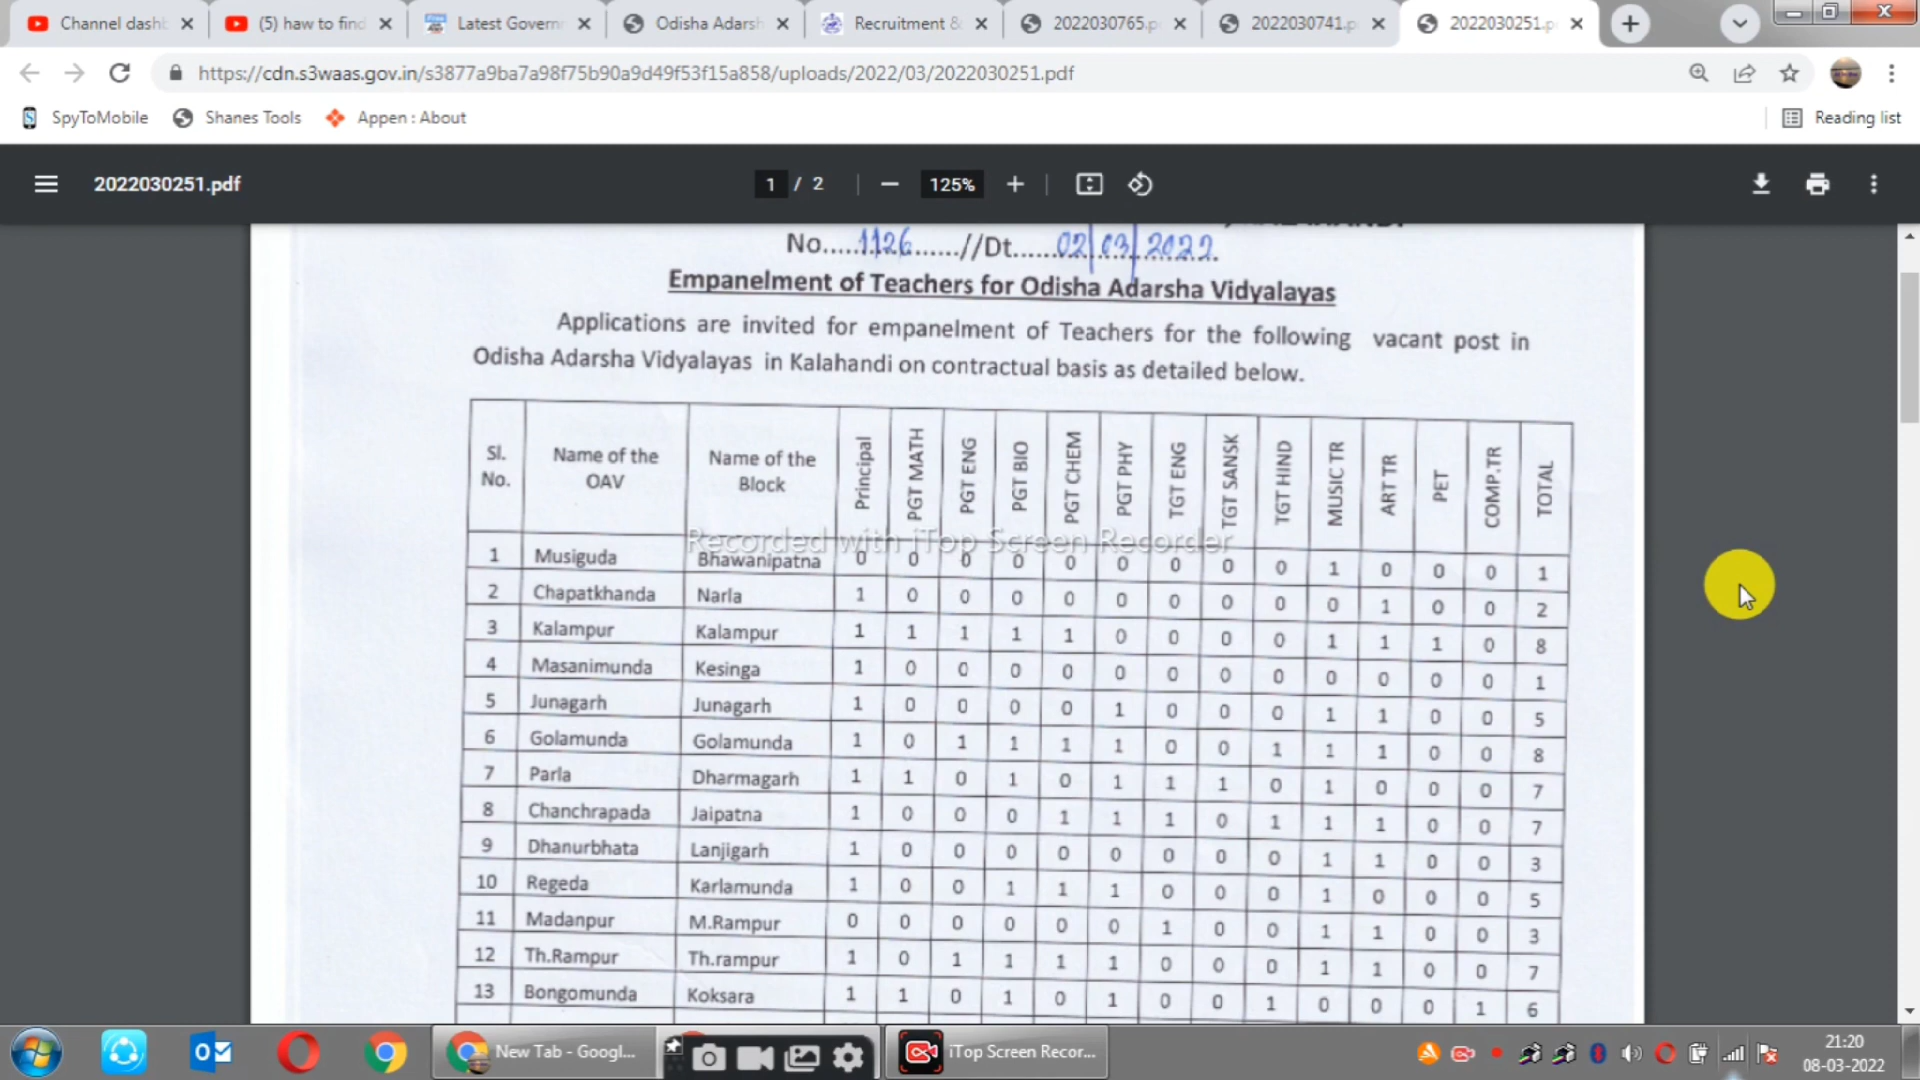 Channel dashb
(5) haw to find
Latest Governi
Odisha Adarsh
Recruitment &
2022030765.p
2022030741.p
2022030251.p
https://cdn.s3waas.gov.in/s3877a9ba7a98f75b90a9d49f53f15a858/uploads/2022/03/2022030251.pdf
SpyToMobile Shanes Tools Appen : About Reading list
2022030251.pdf 1 / 2 125%
No.....1126......//Dt.....02/03/2022.
Empanelment of Teachers for Odisha Adarsha Vidyalayas
Applications are invited for empanelment of Teachers for the following vacant post in
Odisha Adarsha Vidyalayas in Kalahandi on contractual basis as detailed below.
Sl. No. Name of the OAV Name of the Block Principal PGT MATH PGT ENG PGT BIO PGT CHEM PGT PHY TGT ENG TGT SANSK TGT HIND MUSIC TR ART TR PET COMP.TR TOTAL
Recorded with iTop Screen Recorder
1 Musiguda Bhawanipatna 0 0 0 0 0 0 0 0 0 1 0 0 0 1
2 Chapatkhanda Narla 1 0 0 0 0 0 0 0 0 0 1 0 0 2
3 Kalampur Kalampur 1 1 1 1 1 0 0 0 0 1 1 1 0 8
4 Masanimunda Kesinga 1 0 0 0 0 0 0 0 0 0 0 0 0 1
5 Junagarh Junagarh 1 0 0 0 0 1 0 0 0 1 1 0 0 5
6 Golamunda Golamunda 1 0 1 1 1 1 0 0 1 1 1 0 0 8
7 Parla Dharmagarh 1 1 0 1 0 1 1 1 0 1 0 0 0 7
8 Chanchrapada Jaipatna 1 0 0 0 1 1 1 0 1 1 1 0 0 7
9 Dhanurbhata Lanjigarh 1 0 0 0 0 0 0 0 0 1 1 0 0 3
10 Regeda Karlamunda 1 0 0 1 1 1 0 0 0 1 0 0 0 5
11 Madanpur M.Rampur 0 0 0 0 0 0 1 0 0 1 1 0 0 3
12 Th.Rampur Th.rampur 1 0 1 1 1 1 0 0 0 1 1 0 0 7
13 Bongomunda Koksara 1 1 0 1 0 1 0 0 1 0 0 0 1 6
New Tab - Googl... iTop Screen Recor...
21:20
08-03-2022